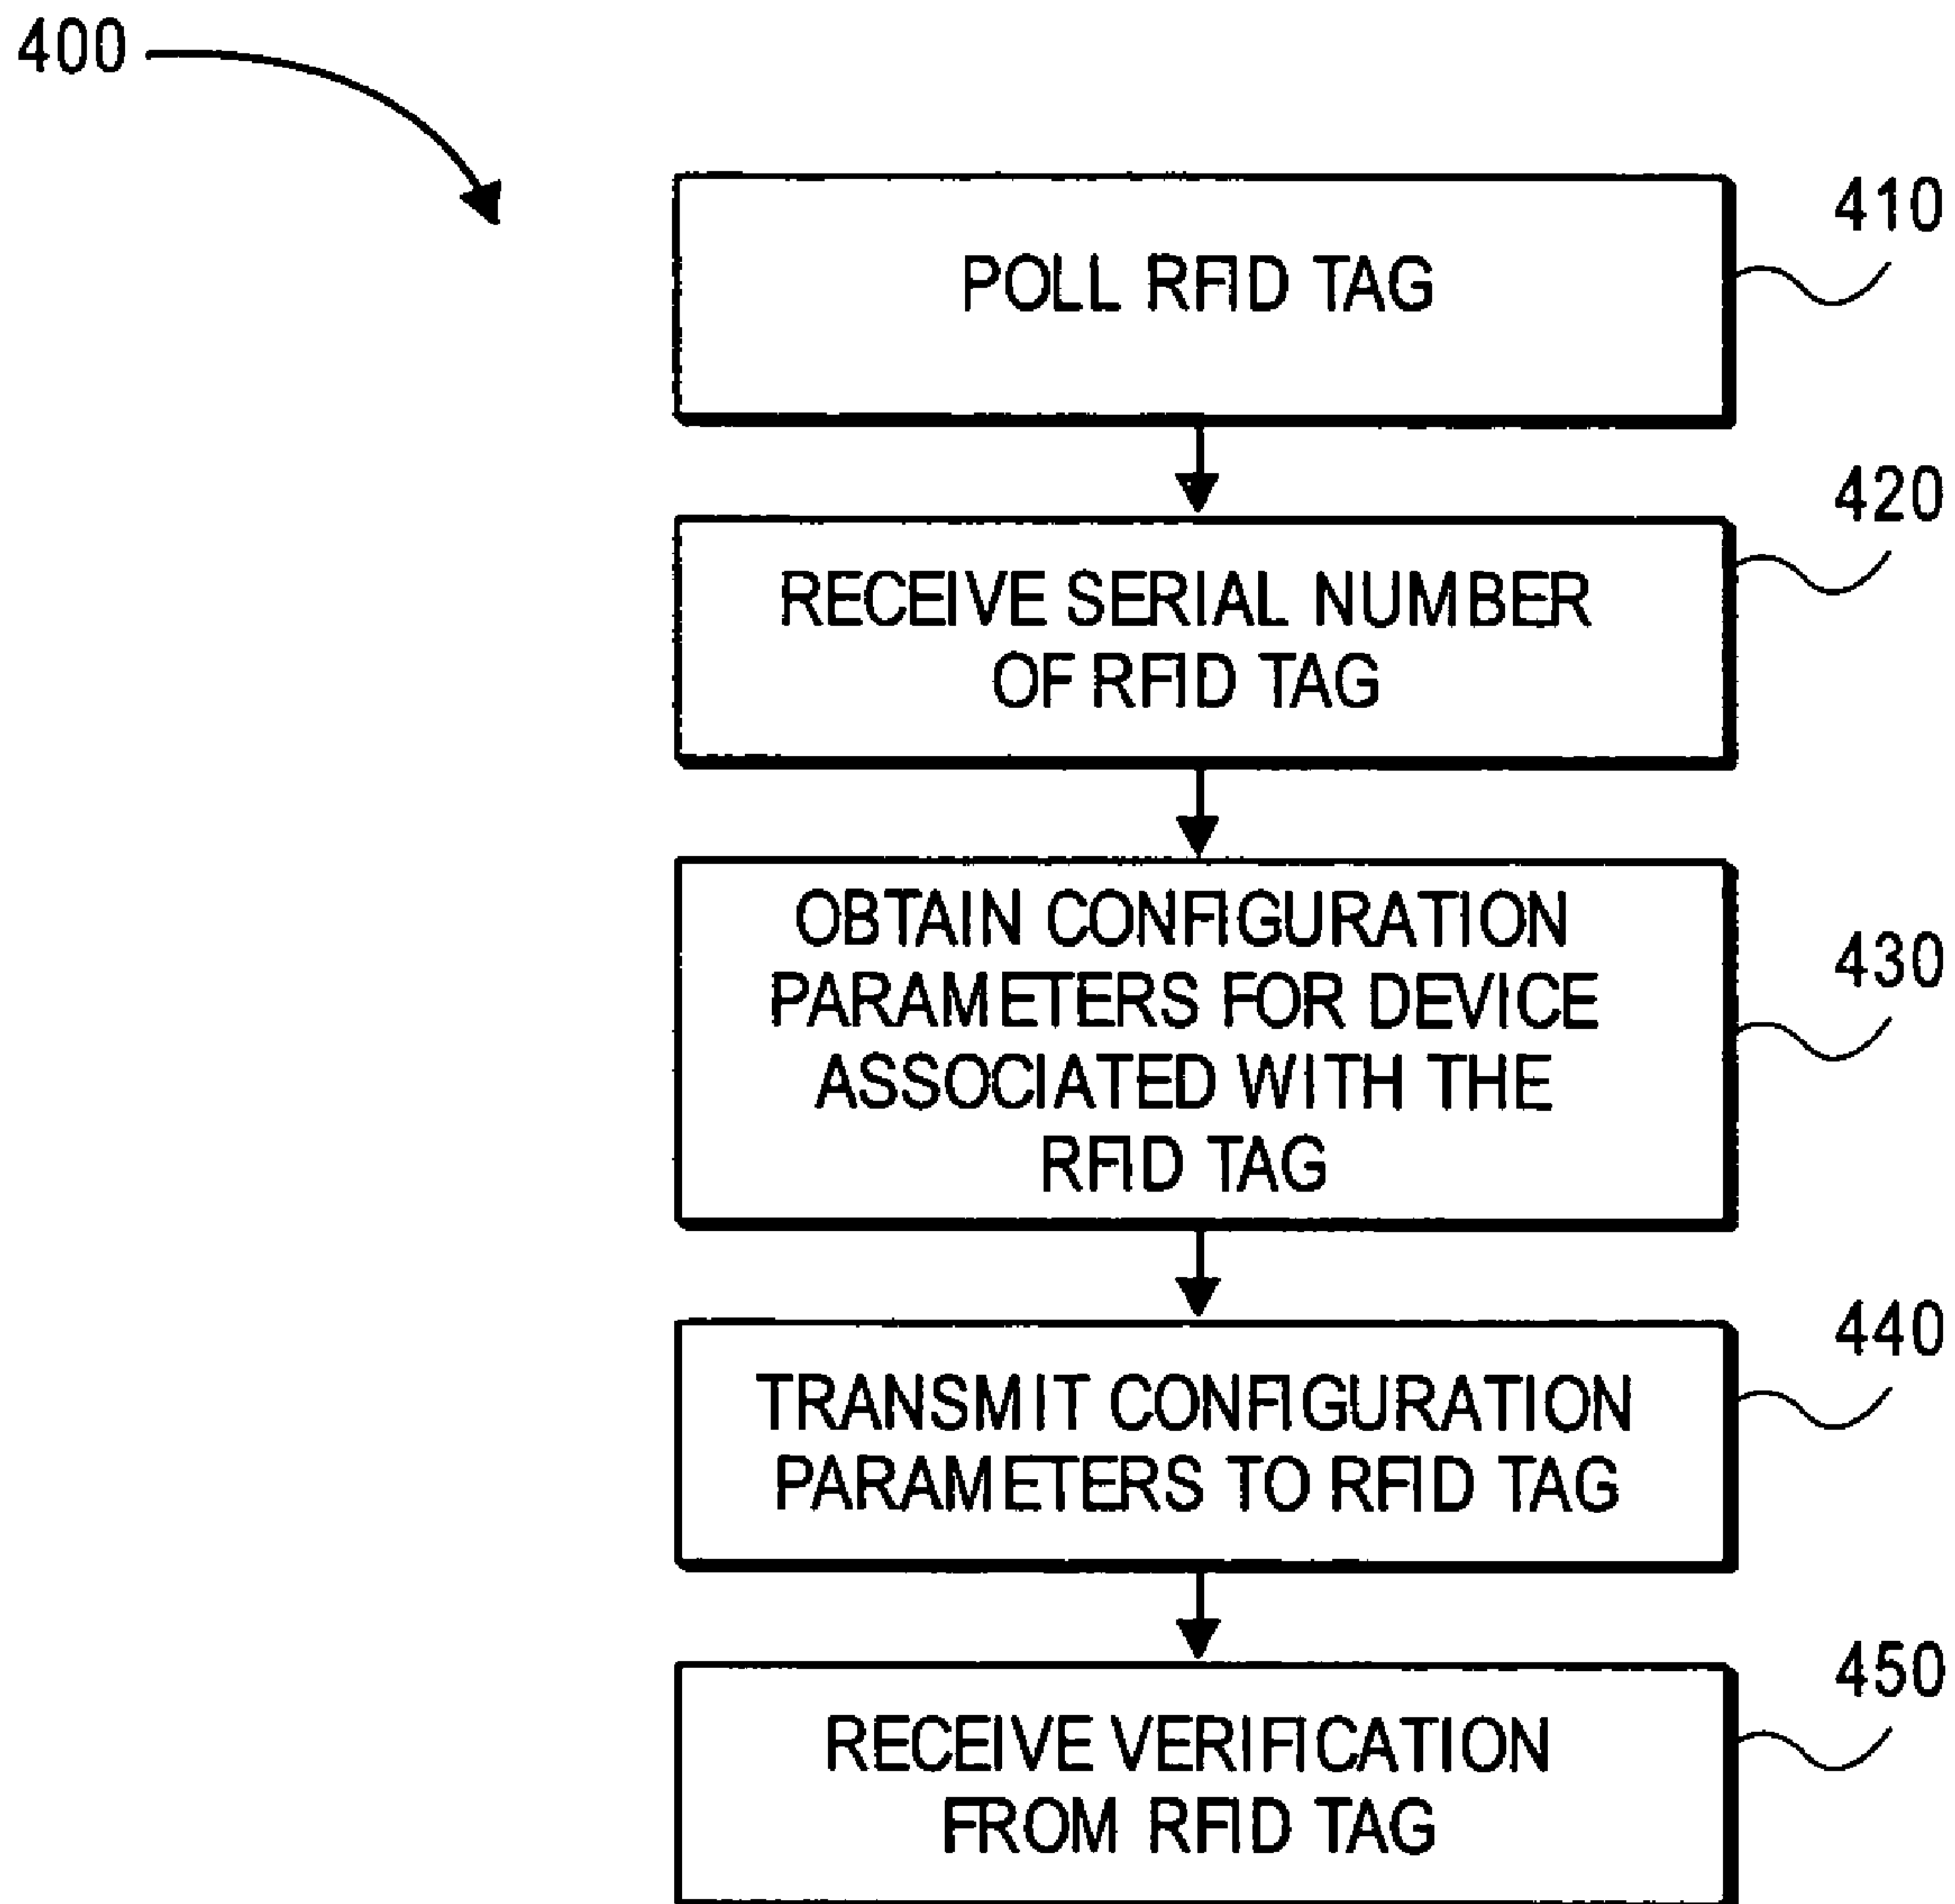 400
410
POLL RFID TAG
420
RECEIVE SERIAL NUMBER
OF RFID TAG
430
OBTAIN CONFIGURATION
PARAMETERS FOR DEVICE
ASSOCIATED WITH THE
RFID TAG
440
TRANSMIT CONFIGURATION
PARAMETERS TO RFID TAG
450
RECEIVE VERIFICATION
FROM RFID TAG